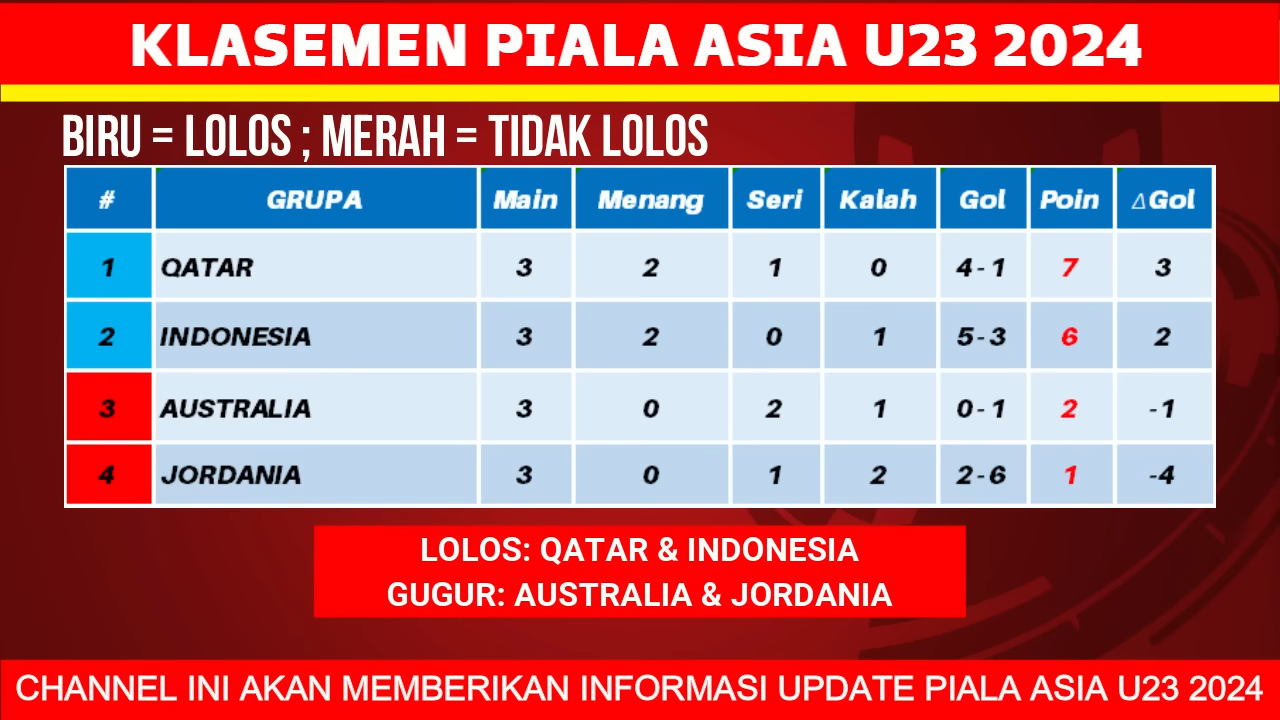 KLASEMEN PIALA ASIA U23 2024
BIRU = LOLOS ; MERAH = TIDAK LOLOS
# GRUPA Main Menang Seri Kalah Gol Poin △Gol
1 QATAR 3 2 1 0 4 - 1 7 3
2 INDONESIA 3 2 0 1 5 - 3 6 2
3 AUSTRALIA 3 0 2 1 0 - 1 2 -1
4 JORDANIA 3 0 1 2 2 - 6 1 -4
LOLOS: QATAR & INDONESIA
GUGUR: AUSTRALIA & JORDANIA
CHANNEL INI AKAN MEMBERIKAN INFORMASI UPDATE PIALA ASIA U23 2024